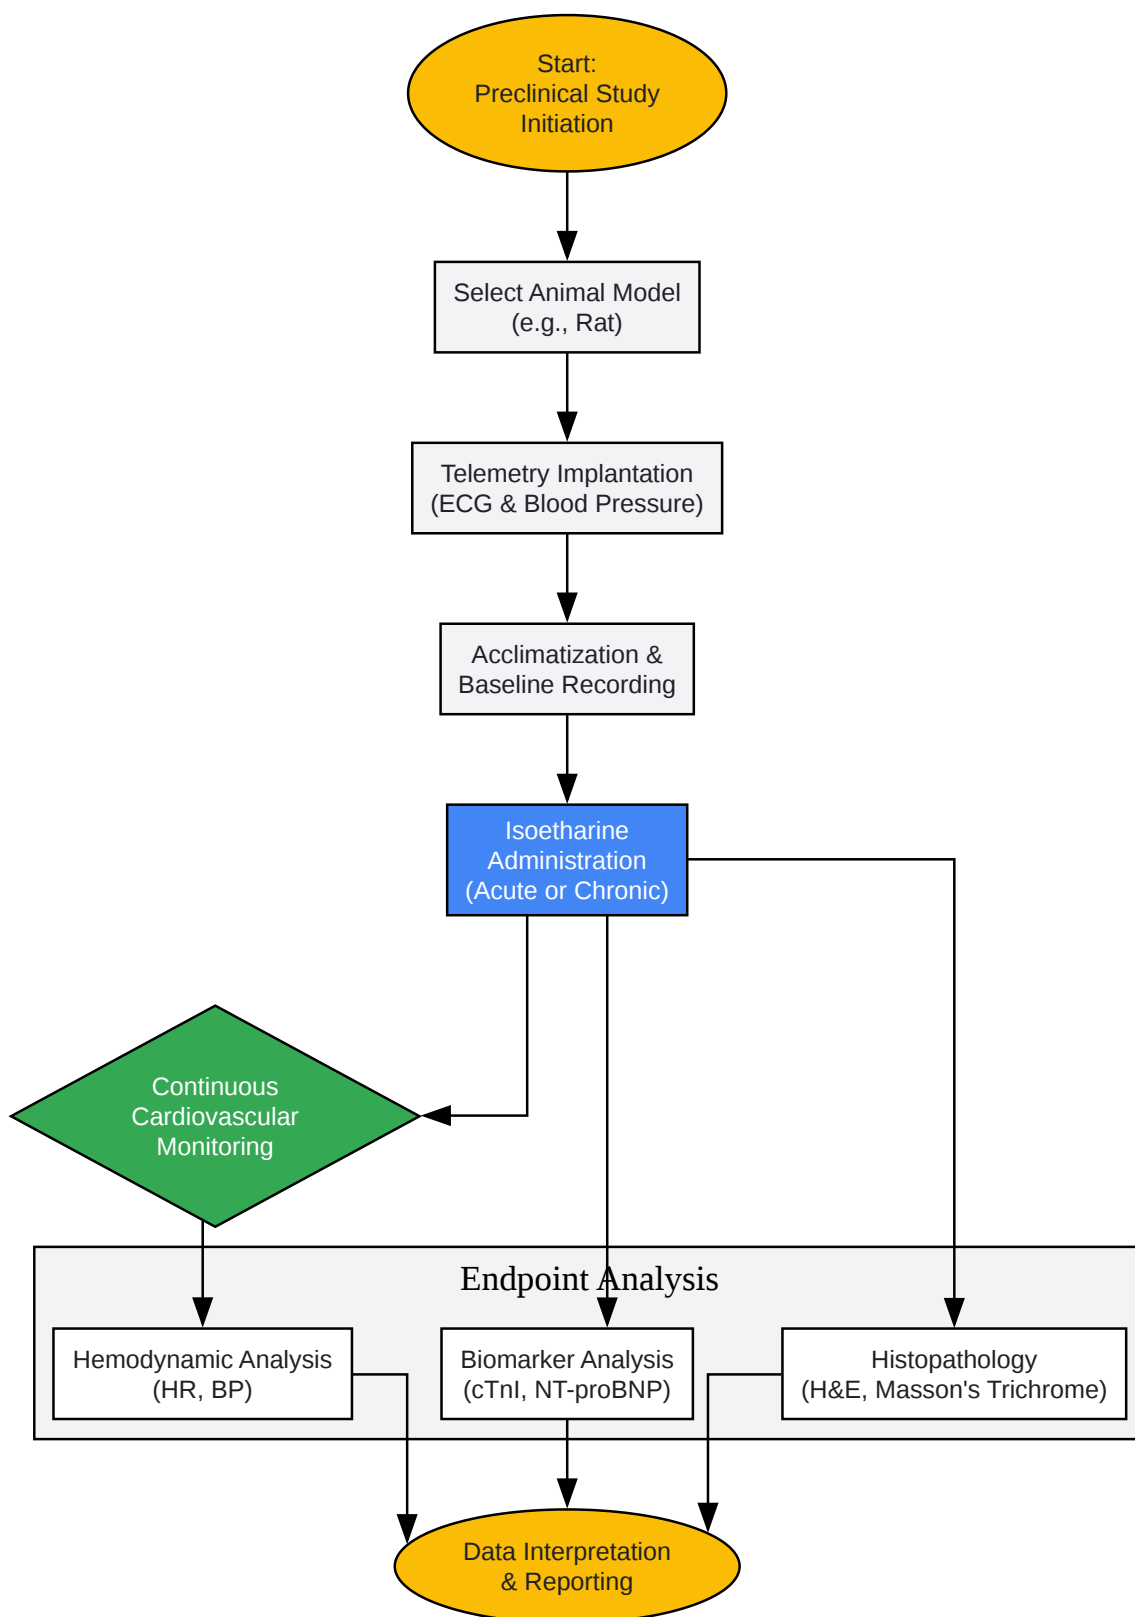 Start:
Preclinical Study
Initiation
Select Animal Model
(e.g., Rat)
Telemetry Implantation
(ECG & Blood Pressure)
Acclimatization &
Baseline Recording
Isoetharine
Administration
(Acute or Chronic)
Continuous
Cardiovascular
Monitoring
Endpoint Analysis
Hemodynamic Analysis
(HR, BP)
Biomarker Analysis
(cTnI, NT-proBNP)
Histopathology
(H&E, Masson's Trichrome)
Data Interpretation
& Reporting